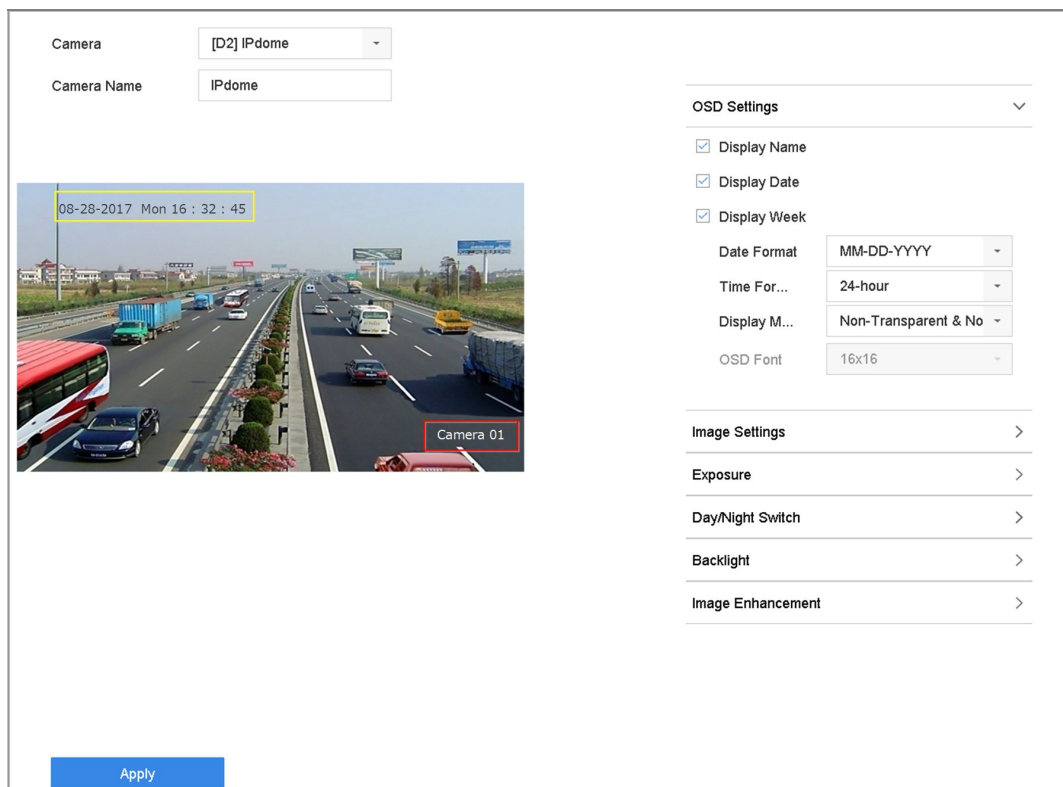 Camera
[D2] IPdome
Camera Name
IPdome
08-28-2017 Mon 16 : 32 : 45
Camera 01
OSD Settings
Display Name
Display Date
Display Week
Date Format
MM-DD-YYYY
Time For...
24-hour
Display M...
Non-Transparent & No
OSD Font
16x16
Image Settings
Exposure
Day/Night Switch
Backlight
Image Enhancement
Apply